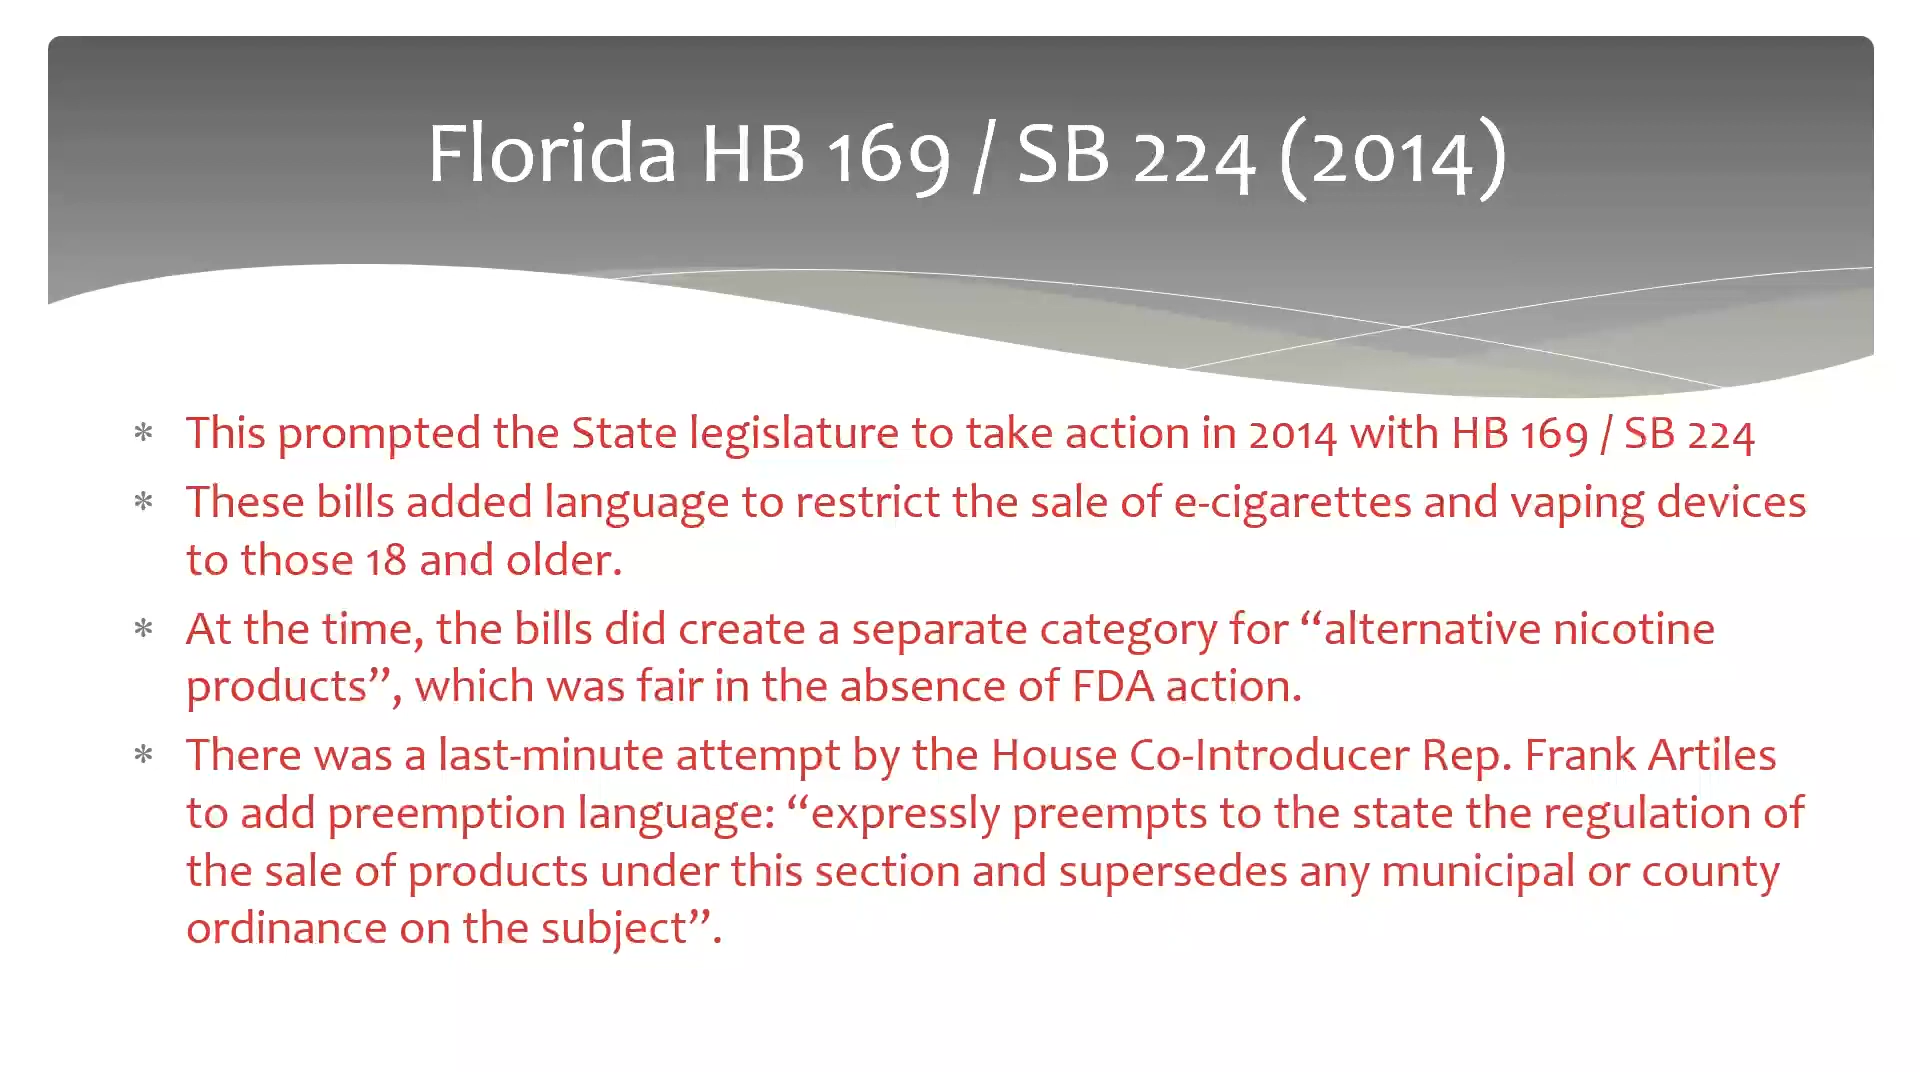 Florida HB 169 / SB 224 (2014)
* This prompted the State legislature to take action in 2014 with HB 169 / SB 224
* These bills added language to restrict the sale of e-cigarettes and vaping devices
to those 18 and older.
* At the time, the bills did create a separate category for “alternative nicotine
products”, which was fair in the absence of FDA action.
* There was a last-minute attempt by the House Co-Introducer Rep. Frank Artiles
to add preemption language: “expressly preempts to the state the regulation of
the sale of products under this section and supersedes any municipal or county
ordinance on the subject”.